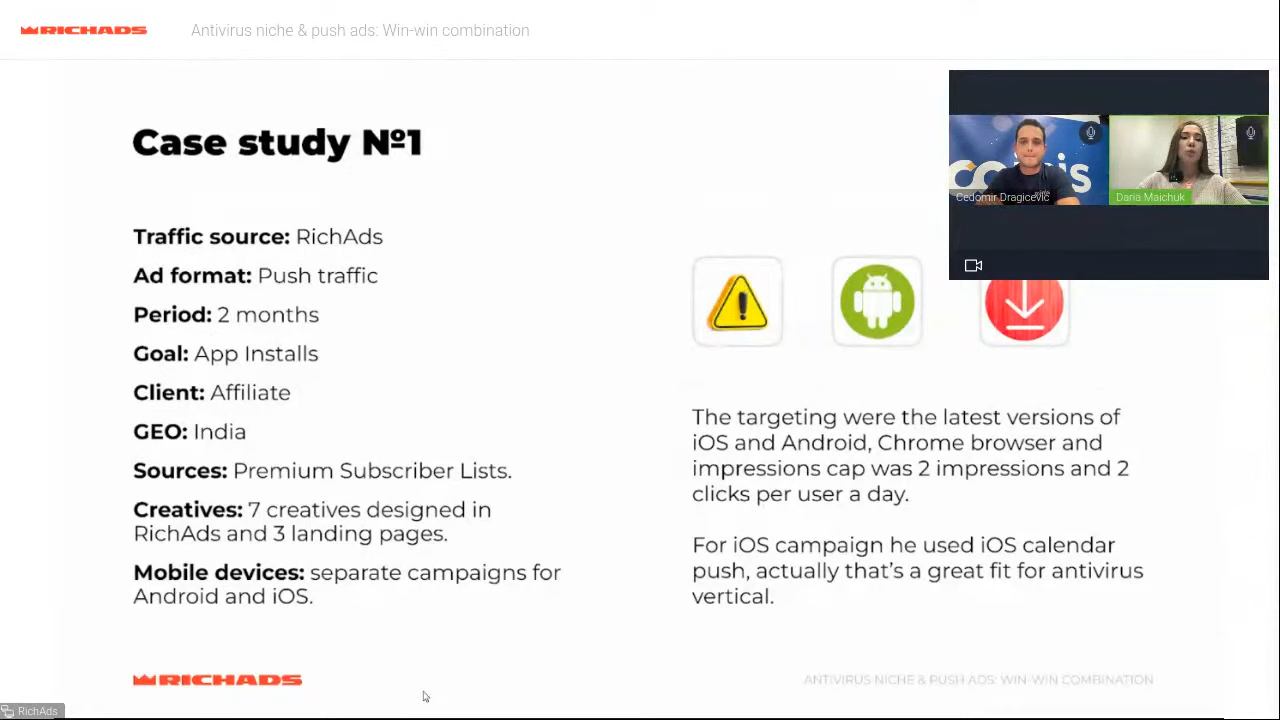 RICHADS
Antivirus niche & push ads: Win-win combination
Case study №1
Traffic source: RichAds
Ad format: Push traffic
Period: 2 months
Goal: App Installs
Client: Affiliate
GEO: India
Sources: Premium Subscriber Lists.
Creatives: 7 creatives designed in
RichAds and 3 landing pages.
Mobile devices: separate campaigns for
Android and iOS.
Cedomir Dragicevic
Daria Maichuk
The targeting were the latest versions of
iOS and Android, Chrome browser and
impressions cap was 2 impressions and 2
clicks per user a day.
For iOS campaign he used iOS calendar
push, actually that’s a great fit for antivirus
vertical.
RICHADS
ANTIVIRUS NICHE & PUSH ADS: WIN-WIN COMBINATION
RichAds